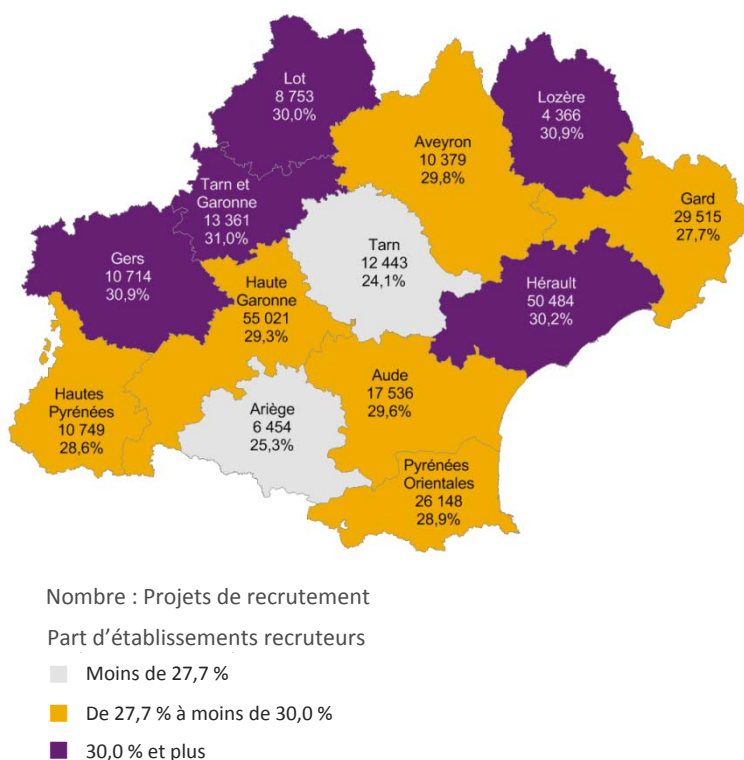 Lot
8 753
30,0%
Lozère
4 366
30,9%
Aveyron
10 379
29,8%
Tarn et
Garonne
13 361
31,0%
Gard
29 515
27,7%
Gers
10 714
30,9%
Tarn
12 443
24,1%
Haute
Garonne
55 021
29,3%
Hérault
50 484
30,2%
Hautes
Pyrénées
10 749
28,6%
Ariège
6 454
25,3%
Aude
17 536
29,6%
Pyrénées
Orientales
26 148
28,9%
Nombre : Projets de recrutement
Part d’établissements recruteurs
Moins de 27,7 %
De 27,7 % à moins de 30,0 %
30,0 % et plus